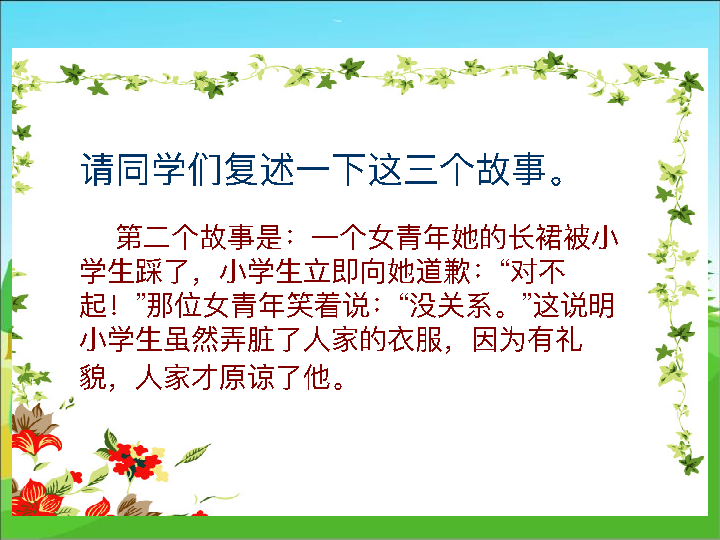 请同学们复述一下这三个故事。
第二个故事是：一个女青年她的长裙被小
学生踩了，小学生立即向她道歉：“对不
起！”那位女青年笑着说：“没关系。”这说明
小学生虽然弄脏了人家的衣服，因为有礼
貌，人家才原谅了他。